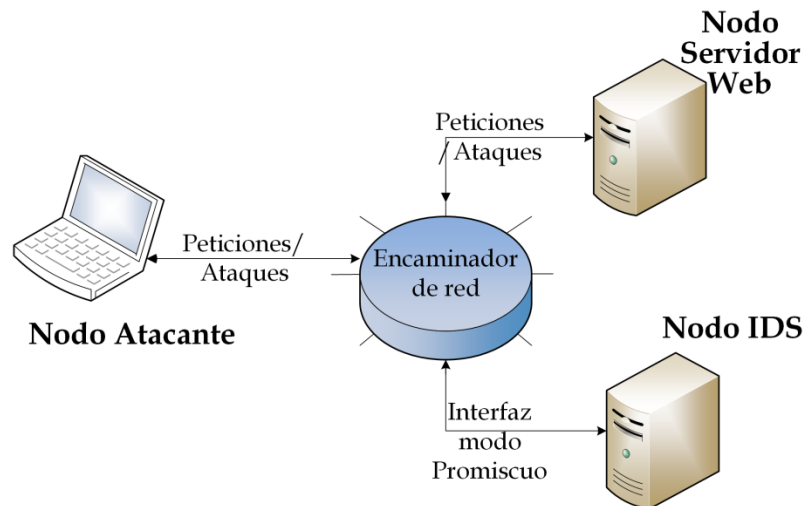 Nodo
Servidor
Web
Peticiones
/ Ataques
Peticiones/
Ataques
Encaminador
de red
Nodo Atacante
Nodo IDS
Interfaz
modo
Promiscuo